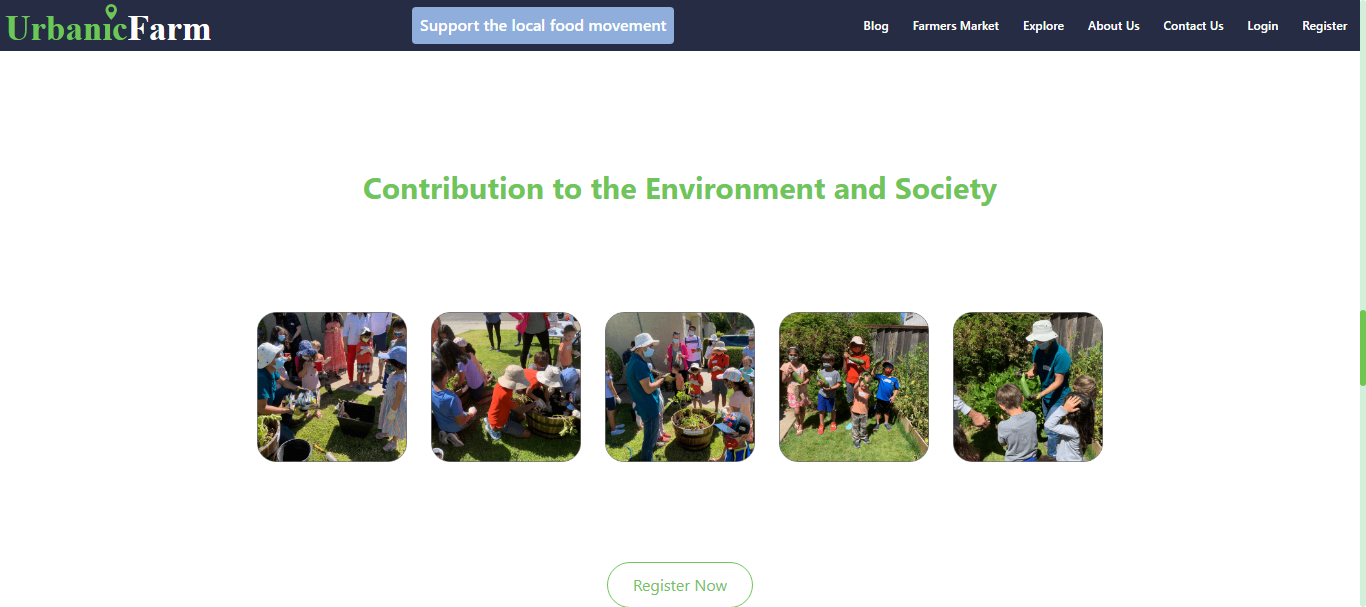 UrbanicFarm
Support the local food movement
Blog
Farmers Market
Explore
About Us
Contact Us
Login
Register
Contribution to the Environment and Society
Register Now